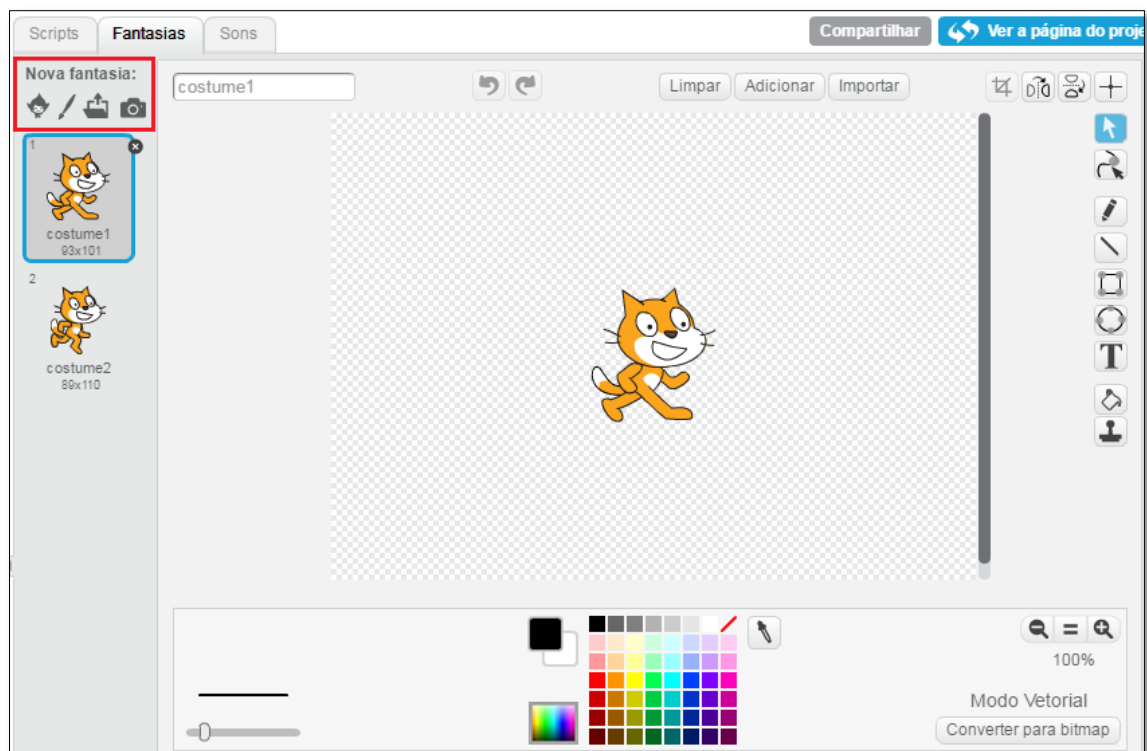 Scripts
Fantasias
Sons
Compartilhar
Ver a página do proje
Nova fantasia:
costume1
Limpar
Adicionar
Importar
1
costume1
93x101
2
costume2
89x110
T
100%
Modo Vetorial
Converter para bitmap